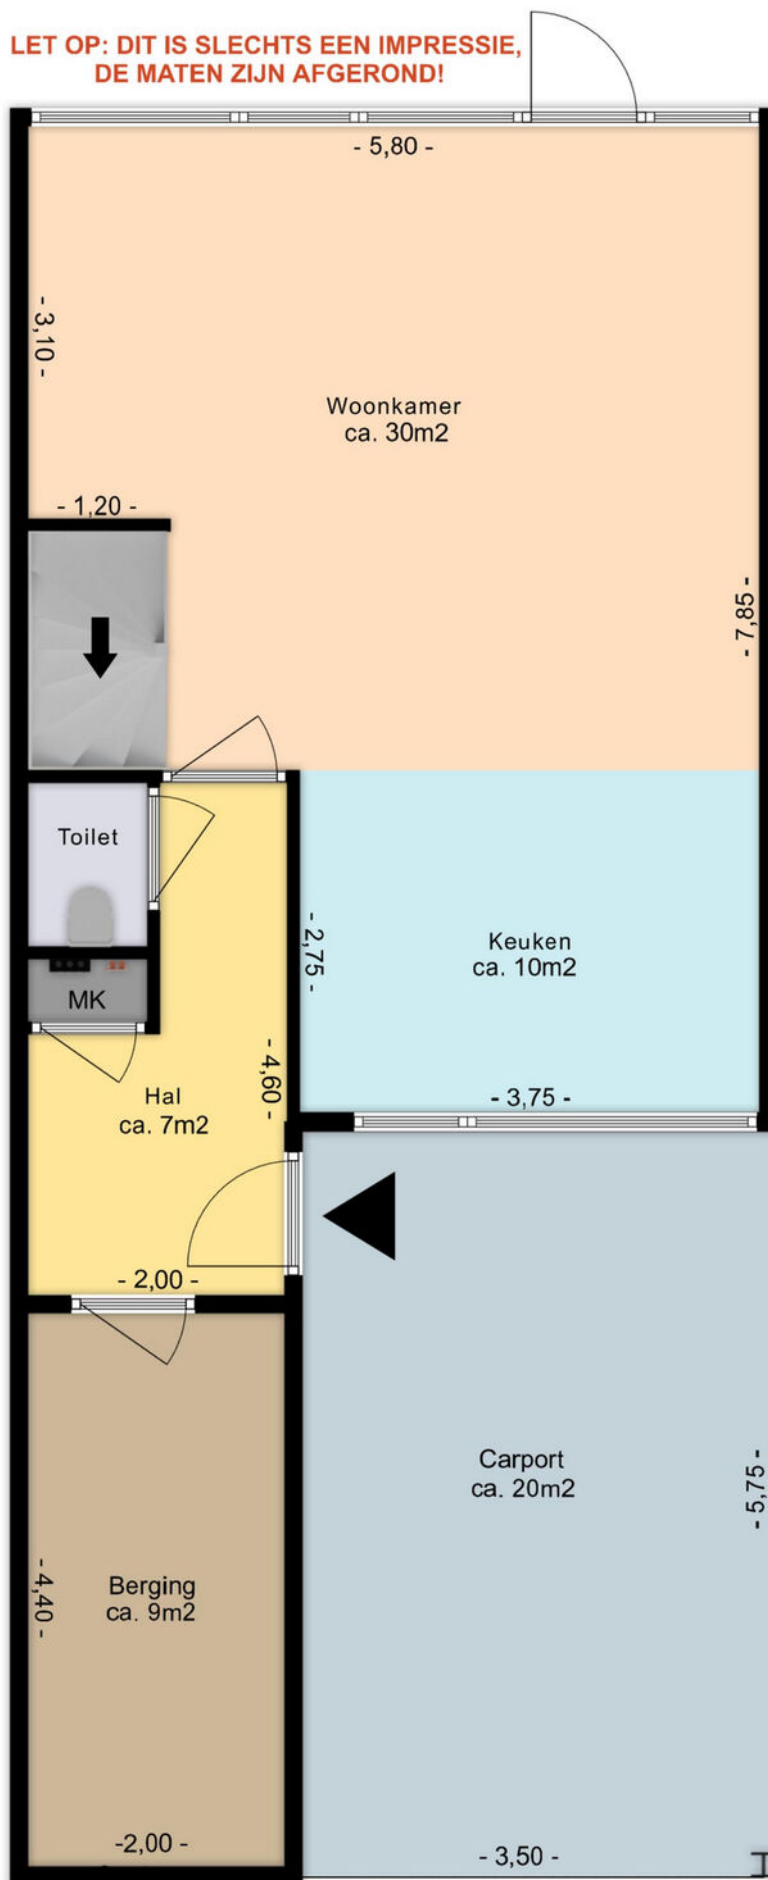 LET OP: DIT IS SLECHTS EEN IMPRESSIE,
DE MATEN ZIJN AFGEROND!
- 5,80 -
- 3,10 -
Woonkamer
ca. 30m2
- 1,20 -
- 7,85 -
Toilet
- 2,75 -
Keuken
ca. 10m2
MK
- 4,60 -
Hal
ca. 7m2
- 3,75 -
- 2,00 -
Carport
ca. 20m2
- 5,75 -
- 4,40 -
Berging
ca. 9m2
-2,00 -
- 3,50 -